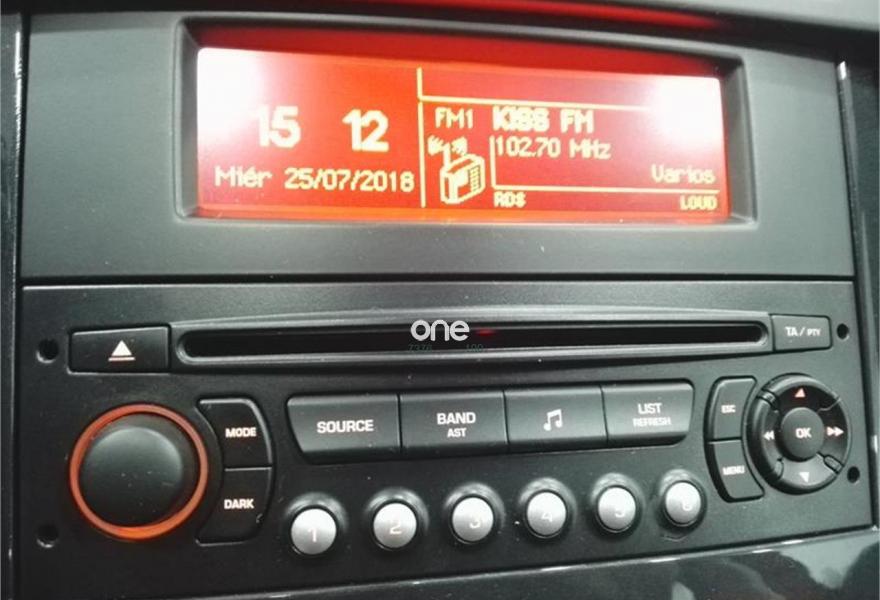 15 12
Miér 25/07/2018
FM1 KISS FM
102.70 MHz
Varios
RDS LOUD
one
TA / PTY
MODE
DARK
SOURCE
BAND
AST
LIST
REFRESH
ESC
MENU
OK
1 2 3 4 5 6